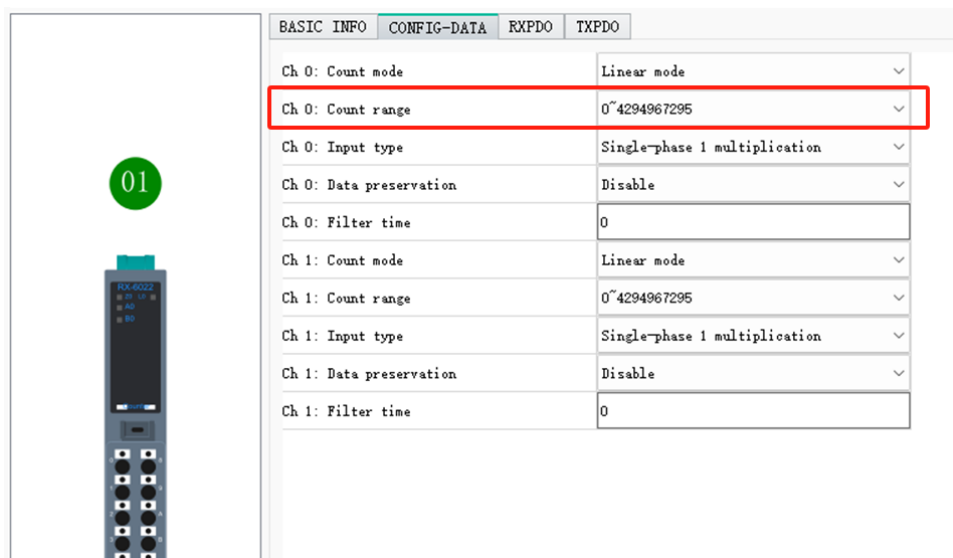 BASIC INFO CONFIG-DATA RXPDO TXPDO
Ch 0: Count mode Linear mode
Ch 0: Count range 0~4294967295
Ch 0: Input type Single-phase 1 multiplication
Ch 0: Data preservation Disable
Ch 0: Filter time 0
Ch 1: Count mode Linear mode
Ch 1: Count range 0~4294967295
Ch 1: Input type Single-phase 1 multiplication
Ch 1: Data preservation Disable
Ch 1: Filter time 0
01
RX-6022
A0
B0